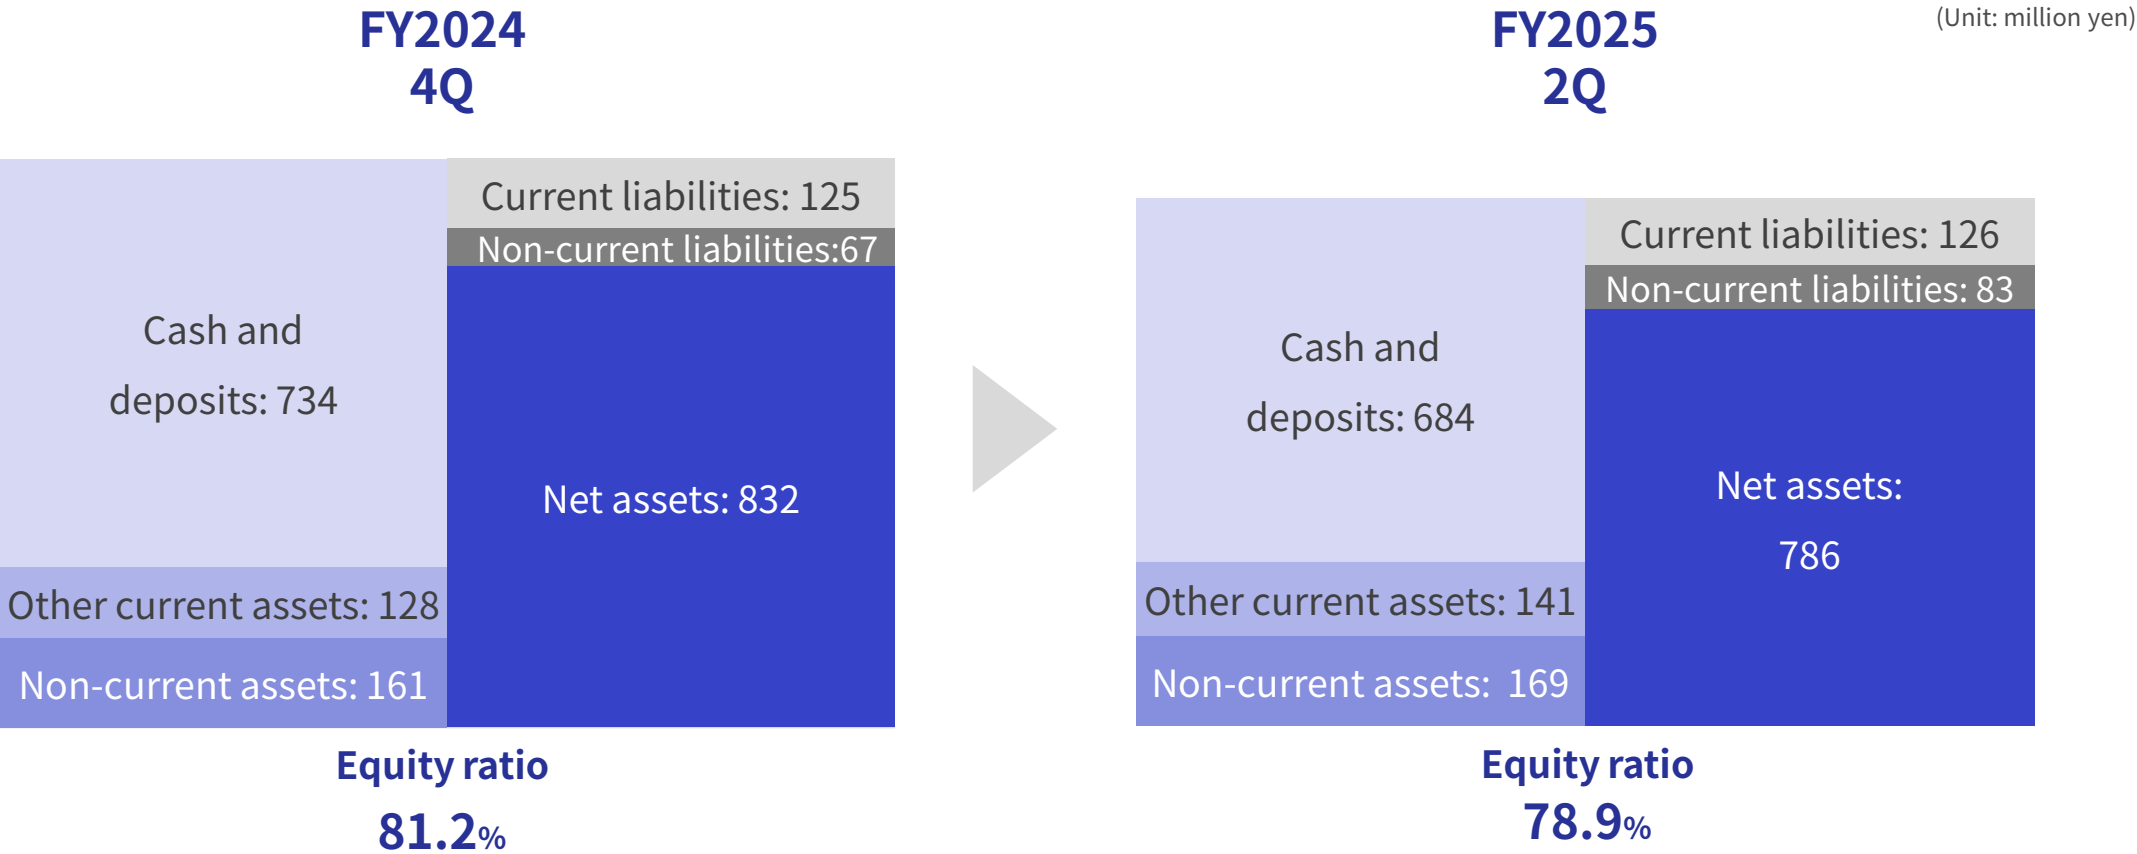 FY2024
4Q
FY2025
2Q
(Unit: million yen)
Cash and
deposits: 734
Other current assets: 128
Non-current assets: 161
Current liabilities: 125
Non-current liabilities:67
Net assets: 832
Equity ratio
81.2%
Cash and
deposits: 684
Other current assets: 141
Non-current assets: 169
Current liabilities: 126
Non-current liabilities: 83
Net assets:
786
Equity ratio
78.9%